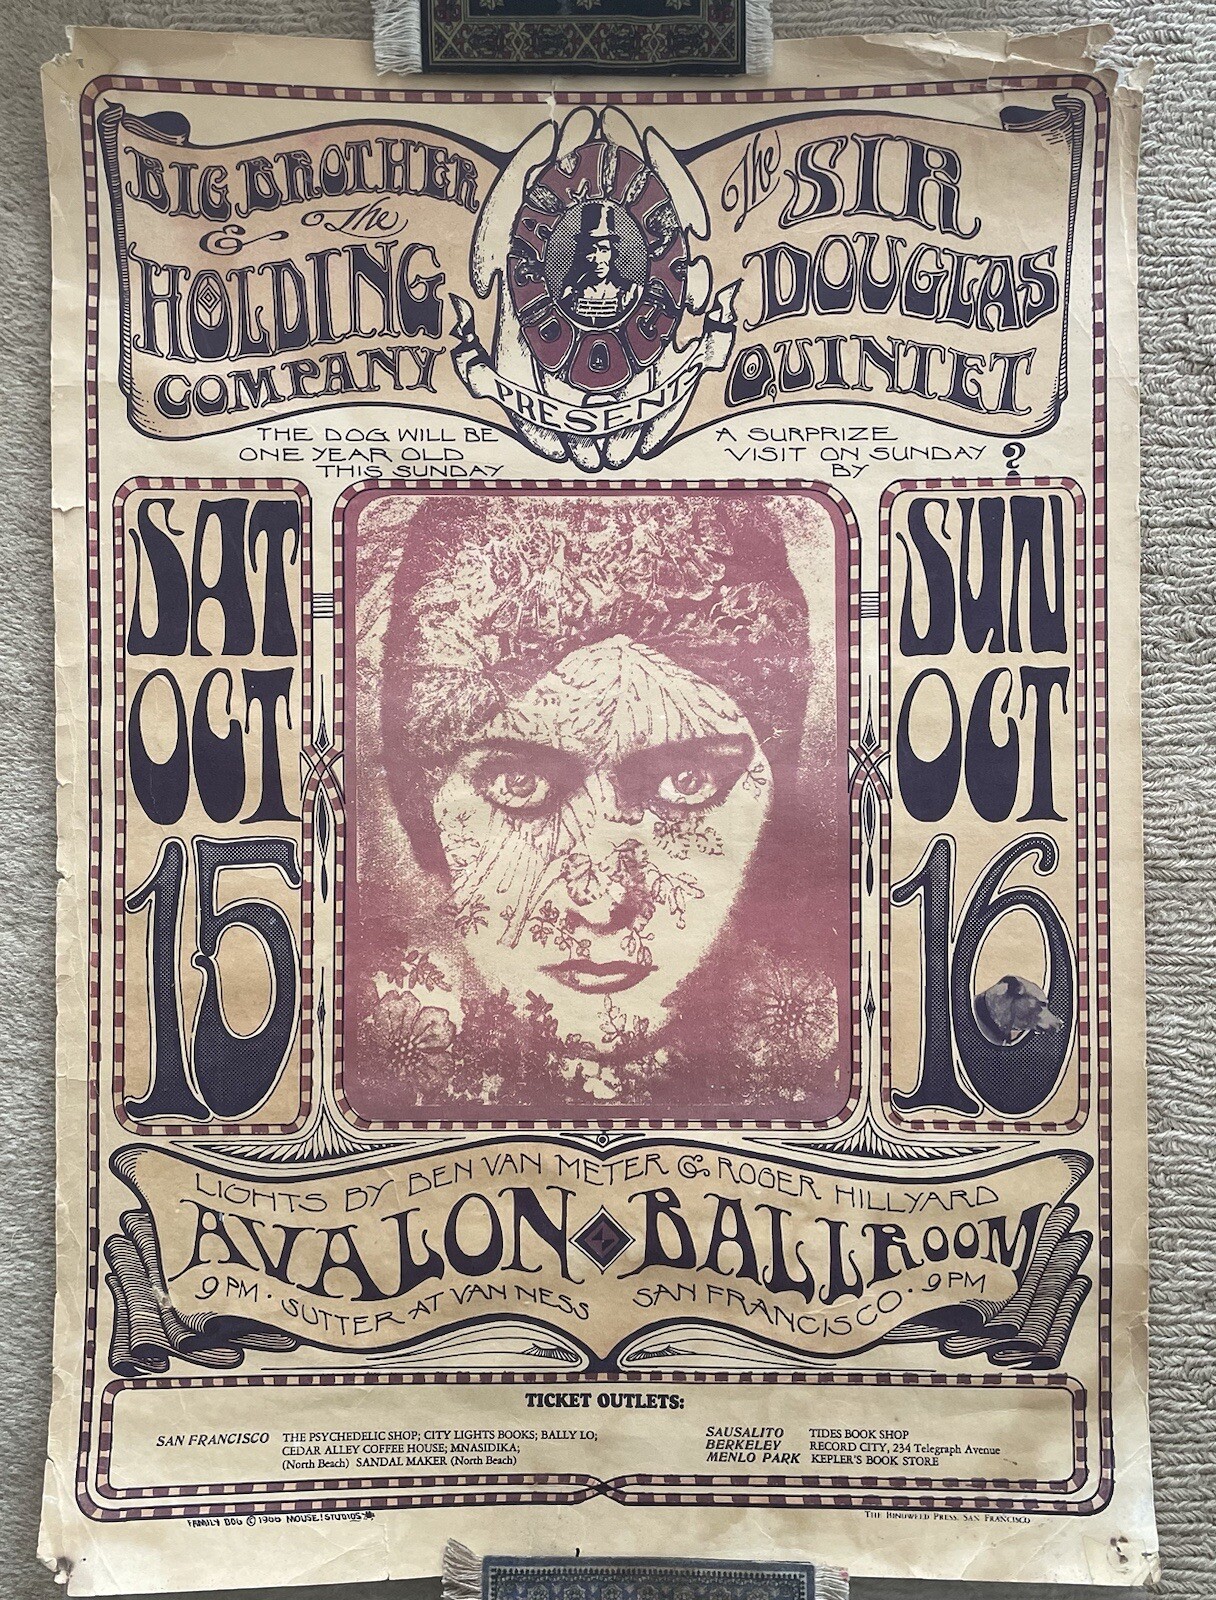 BIG BROTHER
& The
HOLDING
COMPANY
FAMILY DOG
PRESENTS
The SIR
DOUGLAS
QUINTET
THE DOG WILL BE
ONE YEAR OLD
THIS SUNDAY
A SURPRIZE
VISIT ON SUNDAY
BY ?
SAT
OCT
15
SUN
OCT
16
LIGHTS BY BEN VAN METER & ROGER HILLYARD
AVALON BALLROOM
9 PM · SUTTER AT VAN NESS SAN FRANCISCO · 9 PM
TICKET OUTLETS:
SAN FRANCISCO THE PSYCHEDELIC SHOP; CITY LIGHTS BOOKS; BALLY LO;
CEDAR ALLEY COFFEE HOUSE; MNASIDIKA;
(North Beach) SANDAL MAKER (North Beach)
SAUSALITO TIDES BOOK SHOP
BERKELEY RECORD CITY, 234 Telegraph Avenue
MENLO PARK KEPLER'S BOOK STORE
FAMILY DOG © 1966 MOUSE! STUDIOS
THE BINDWEED PRESS, SAN FRANCISCO